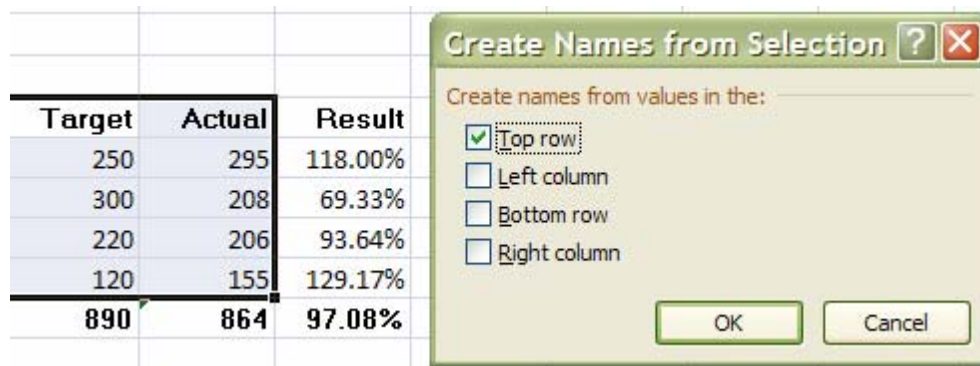 Target Actual Result
250 295 118.00%
300 208 69.33%
220 206 93.64%
120 155 129.17%
890 864 97.08%
Create Names from Selection
Create names from values in the:
Top row
Left column
Bottom row
Right column
OK Cancel